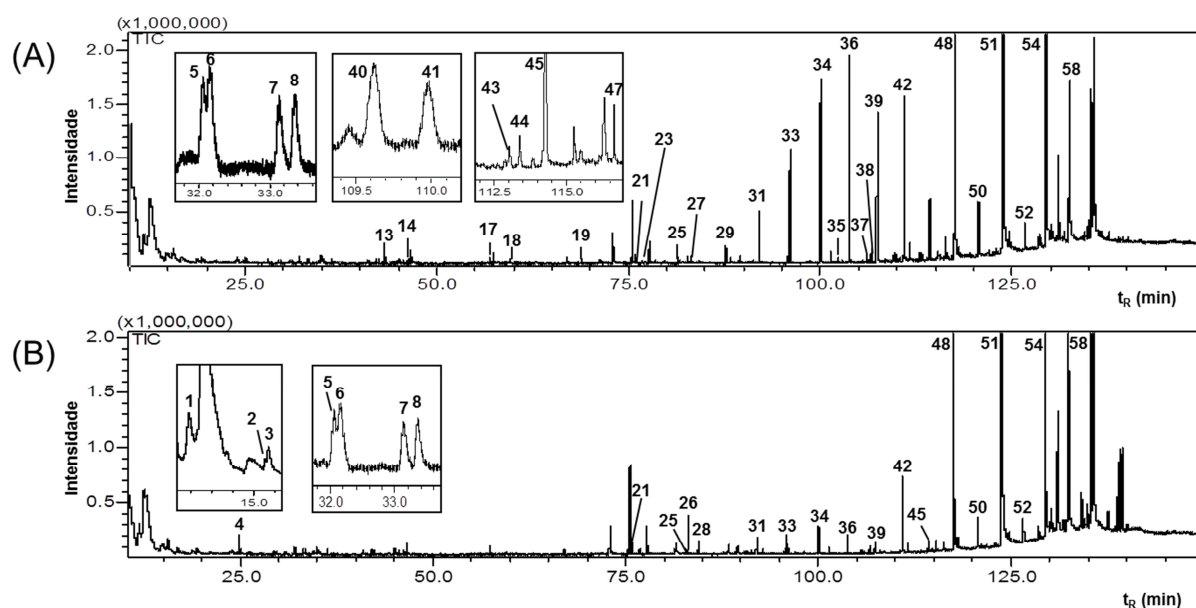 (A)
(x1,000,000)
TIC
Intensidade
2.0
1.5
1.0
0.5
5 6 7 8
32.0 33.0
40 41
109.5 110.0
43 44 45 47
112.5 115.0
13 14 17 18 19 21 23 25 27 29 31 33 34 35 36 37 38 39 42 48 50 51 52 54 58
25.0 50.0 75.0 100.0 125.0
tR (min)
(B)
(x1,000,000)
TIC
Intensidade
2.0
1.5
1.0
0.5
1 2 3
15.0
5 6 7 8
32.0 33.0
4 21 25 26 28 31 33 34 36 39 42 45 48 50 51 52 54 58
25.0 50.0 75.0 100.0 125.0
tR (min)